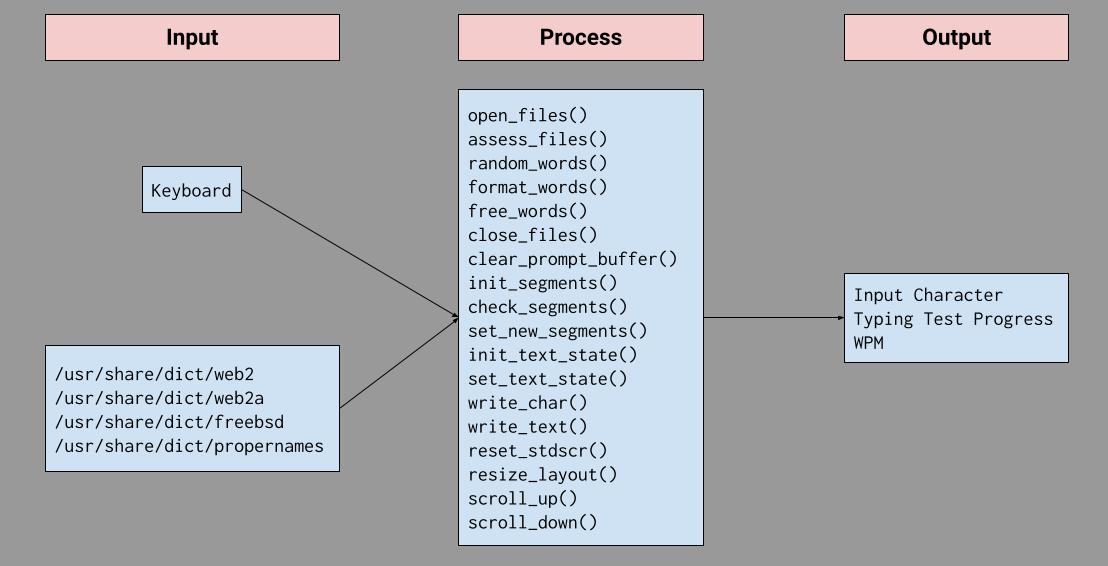 Input
Process
Output
Keyboard
/usr/share/dict/web2
/usr/share/dict/web2a
/usr/share/dict/freebsd
/usr/share/dict/propernames
open_files()
assess_files()
random_words()
format_words()
free_words()
close_files()
clear_prompt_buffer()
init_segments()
check_segments()
set_new_segments()
init_text_state()
set_text_state()
write_char()
write_text()
reset_stdscr()
resize_layout()
scroll_up()
scroll_down()
Input Character
Typing Test Progress
WPM